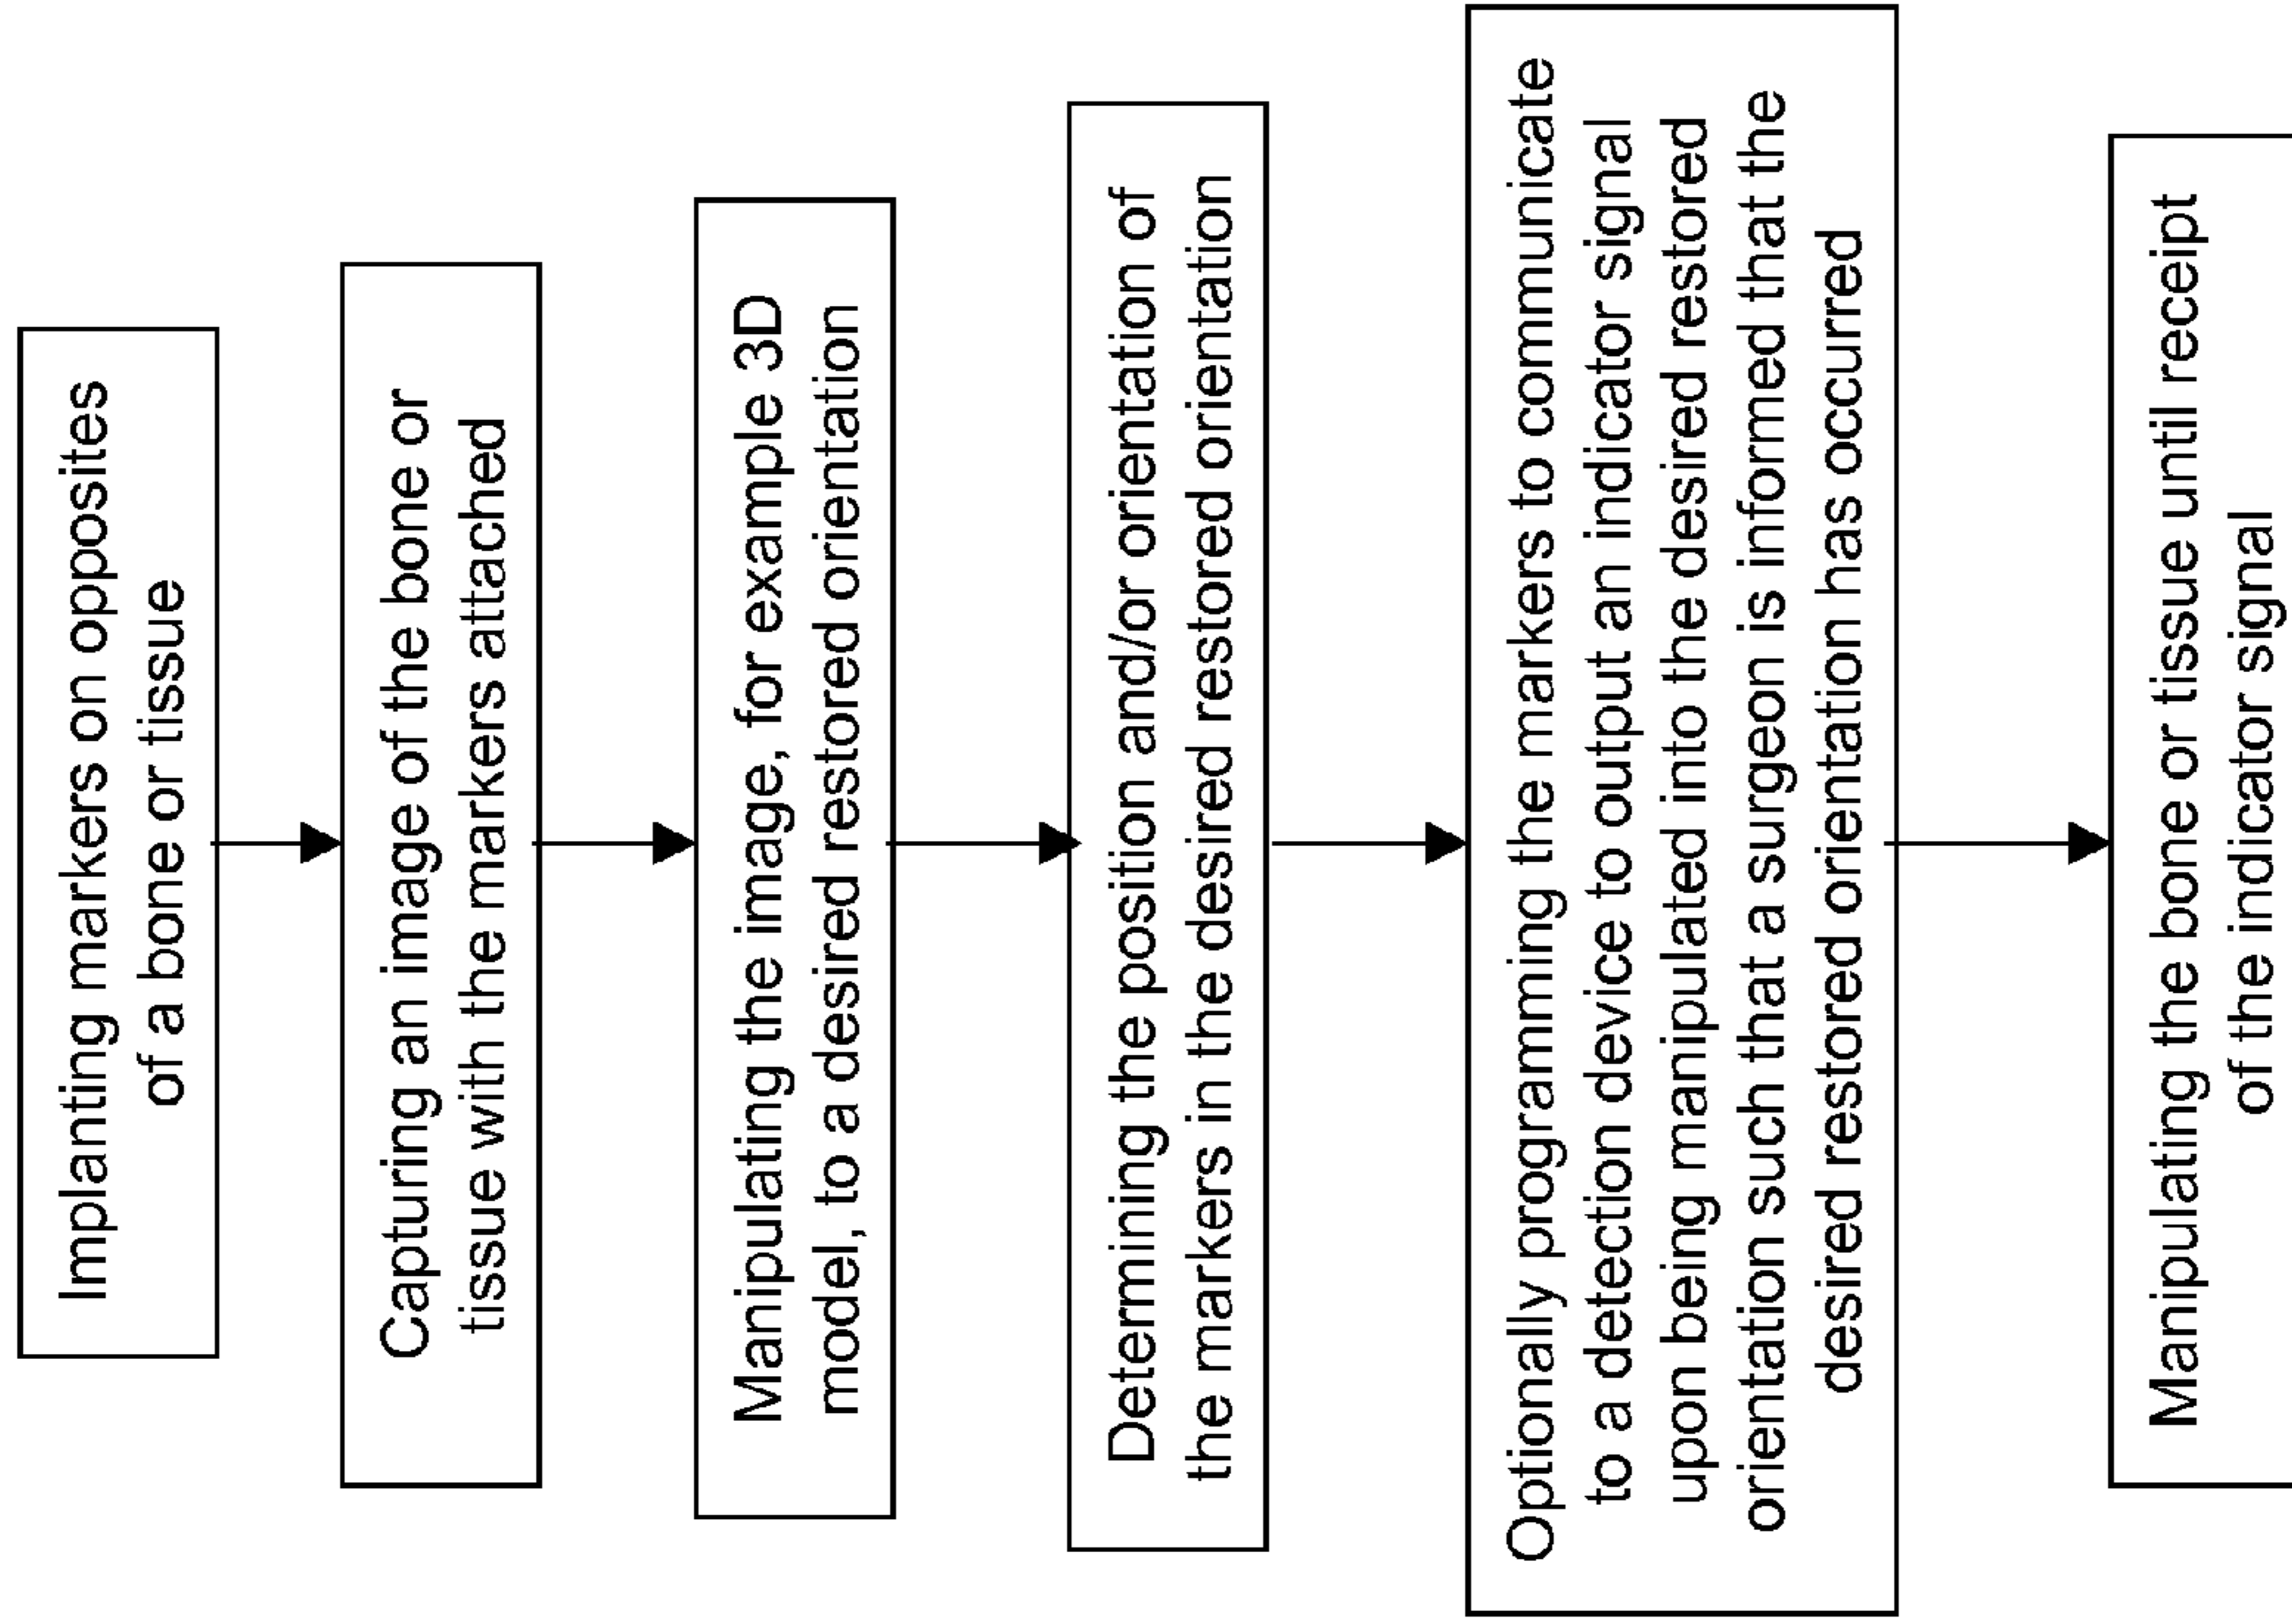 Implanting markers on opposites
of a bone or tissue
Capturing an image of the bone or
tissue with the markers attached
Manipulating the image, for example 3D
model, to a desired restored orientation
Determining the position and/or orientation of
the markers in the desired restored orientation
Optionally programming the markers to communicate
to a detection device to output an indicator signal
upon being manipulated into the desired restored
orientation such that a surgeon is informed that the
desired restored orientation has occurred
Manipulating the bone or tissue until receipt
of the indicator signal